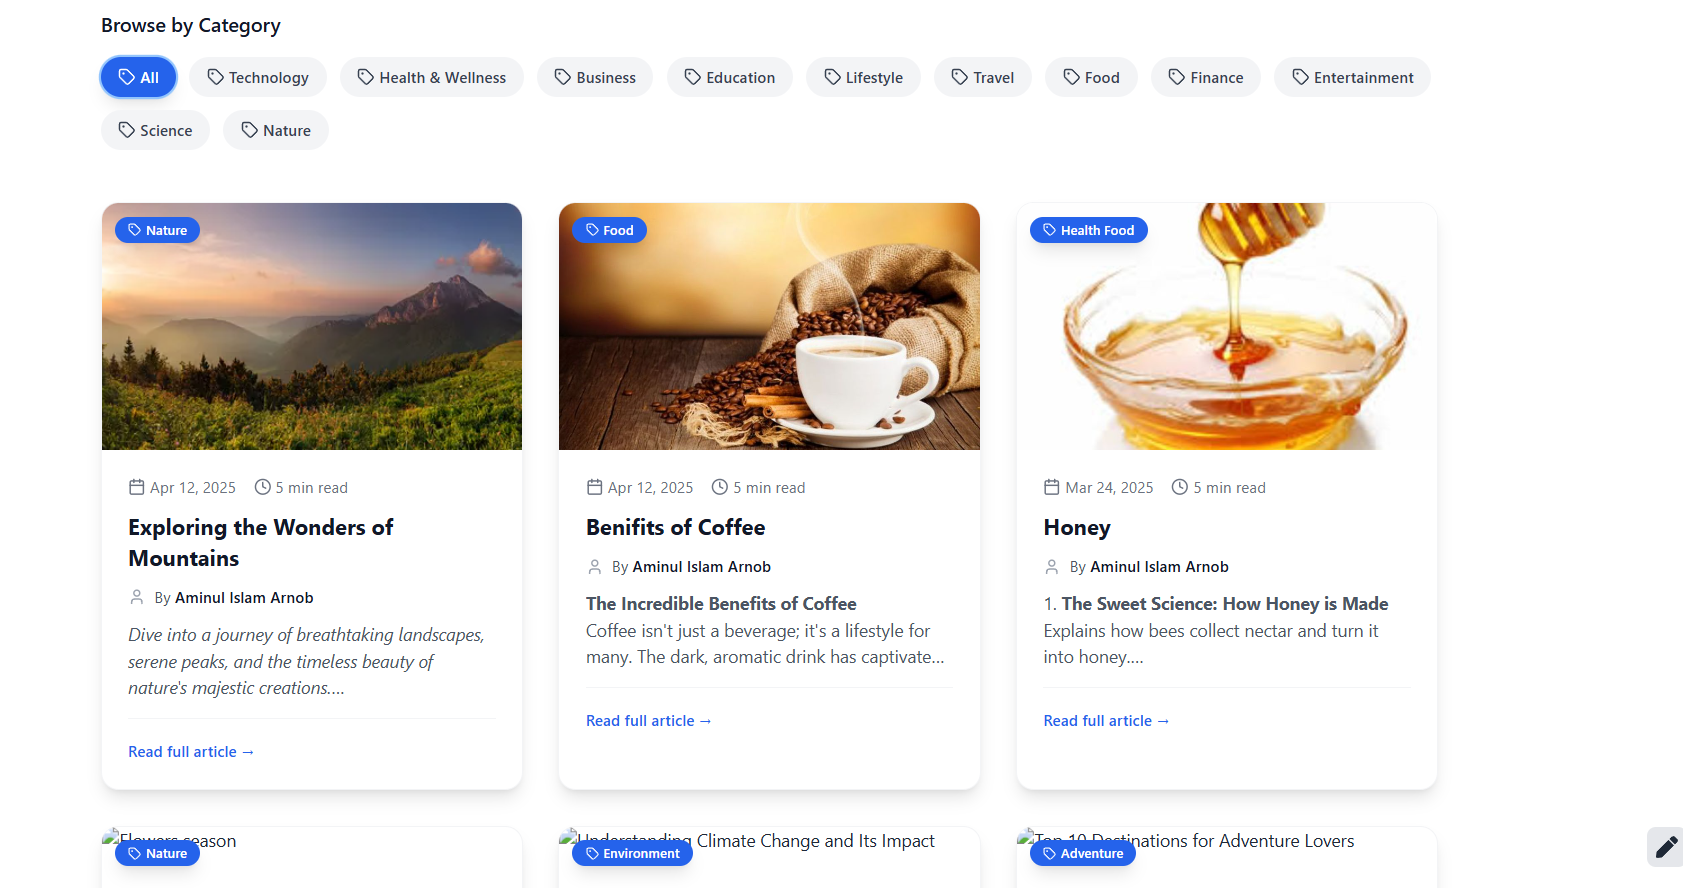 Browse by Category
All Technology Health & Wellness Business Education Lifestyle Travel Food Finance Entertainment
Science Nature
Nature
Apr 12, 2025 5 min read
Exploring the Wonders of
Mountains
By Aminul Islam Arnob
Dive into a journey of breathtaking landscapes,
serene peaks, and the timeless beauty of
nature's majestic creations....
Read full article →
Food
Apr 12, 2025 5 min read
Benifits of Coffee
By Aminul Islam Arnob
The Incredible Benefits of Coffee
Coffee isn't just a beverage; it's a lifestyle for
many. The dark, aromatic drink has captivate...
Read full article →
Health Food
Mar 24, 2025 5 min read
Honey
By Aminul Islam Arnob
1. The Sweet Science: How Honey is Made
Explains how bees collect nectar and turn it
into honey....
Read full article →
Flowers season
Nature
Understanding Climate Change and Its Impact
Environment
Top 10 Destinations for Adventure Lovers
Adventure